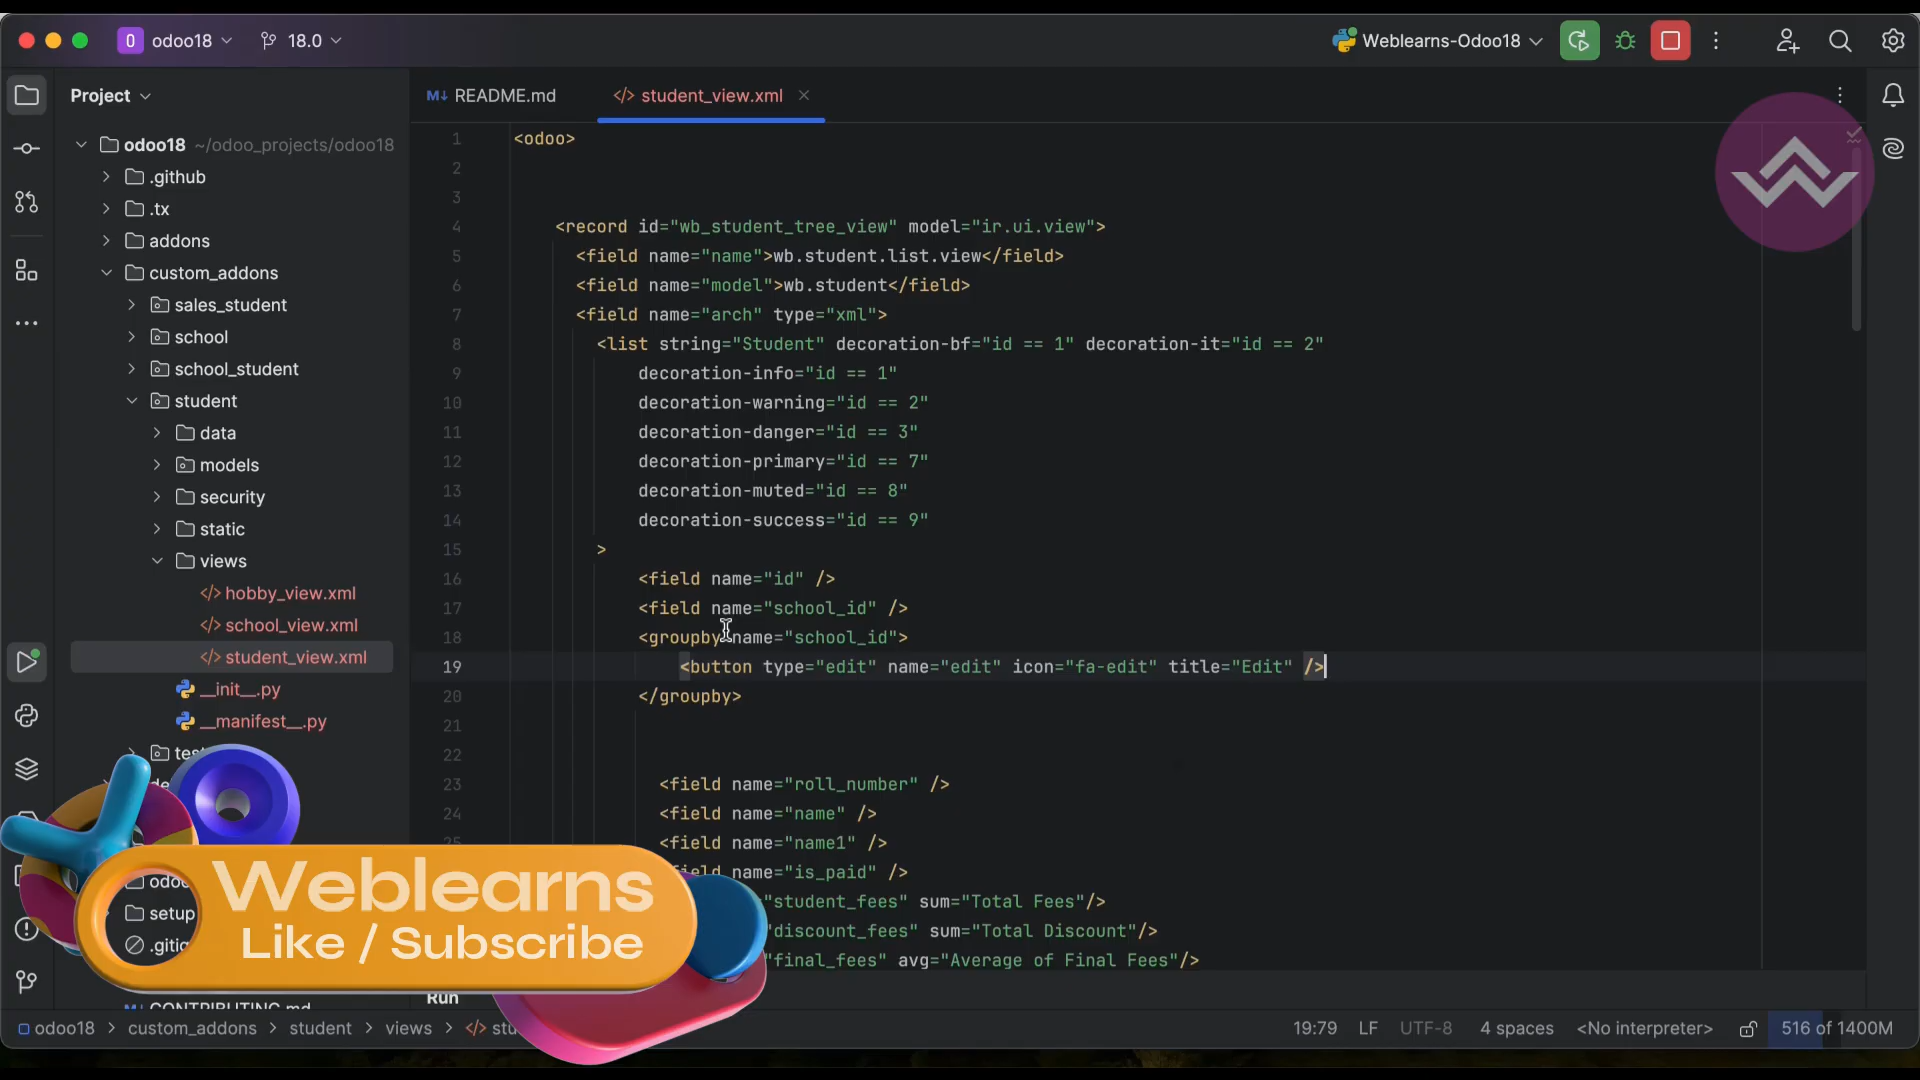 odoo18
18.0
Weblearns-Odoo18
Project
README.md
student_view.xml
odoo18 ~/odoo_projects/odoo18
.github
.tx
addons
custom_addons
sales_student
school
school_student
student
data
models
security
static
views
hobby_view.xml
school_view.xml
student_view.xml
__init__.py
__manifest__.py
setup
CONTRIBUTING.md
1 <odoo>
2
3
4 <record id="wb_student_tree_view" model="ir.ui.view">
5 <field name="name">wb.student.list.view</field>
6 <field name="model">wb.student</field>
7 <field name="arch" type="xml">
8 <list string="Student" decoration-bf="id == 1" decoration-it="id == 2"
9 decoration-info="id == 1"
10 decoration-warning="id == 2"
11 decoration-danger="id == 3"
12 decoration-primary="id == 7"
13 decoration-muted="id == 8"
14 decoration-success="id == 9"
15 >
16 <field name="id" />
17 <field name="school_id" />
18 <groupby name="school_id">
19 <button type="edit" name="edit" icon="fa-edit" title="Edit" />
20 </groupby>
21
22
23 <field name="roll_number" />
24 <field name="name" />
25 <field name="name1" />
field name="is_paid" />
"student_fees" sum="Total Fees"/>
"discount_fees" sum="Total Discount"/>
"final_fees" avg="Average of Final Fees"/>
Weblearns
Like / Subscribe
Run
odoo18 > custom_addons > student > views > </> stu
19:79 LF UTF-8 4 spaces <No interpreter> 516 of 1400M